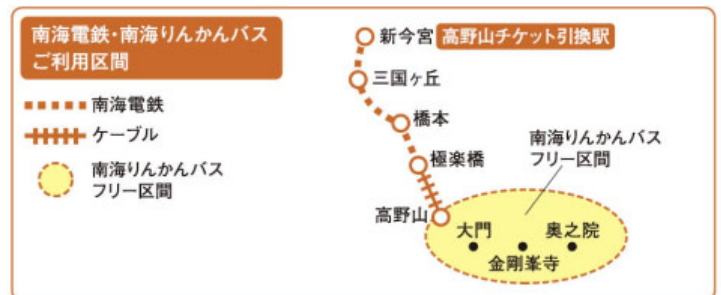 南海電鉄・南海りんかんバス
ご利用区間
南海電鉄
ケーブル
南海りんかんバス
フリー区間
新今宮 高野山チケット引換駅
三国ヶ丘
橋本
極楽橋
高野山
南海りんかんバス
フリー区間
大門
奥之院
金剛峯寺